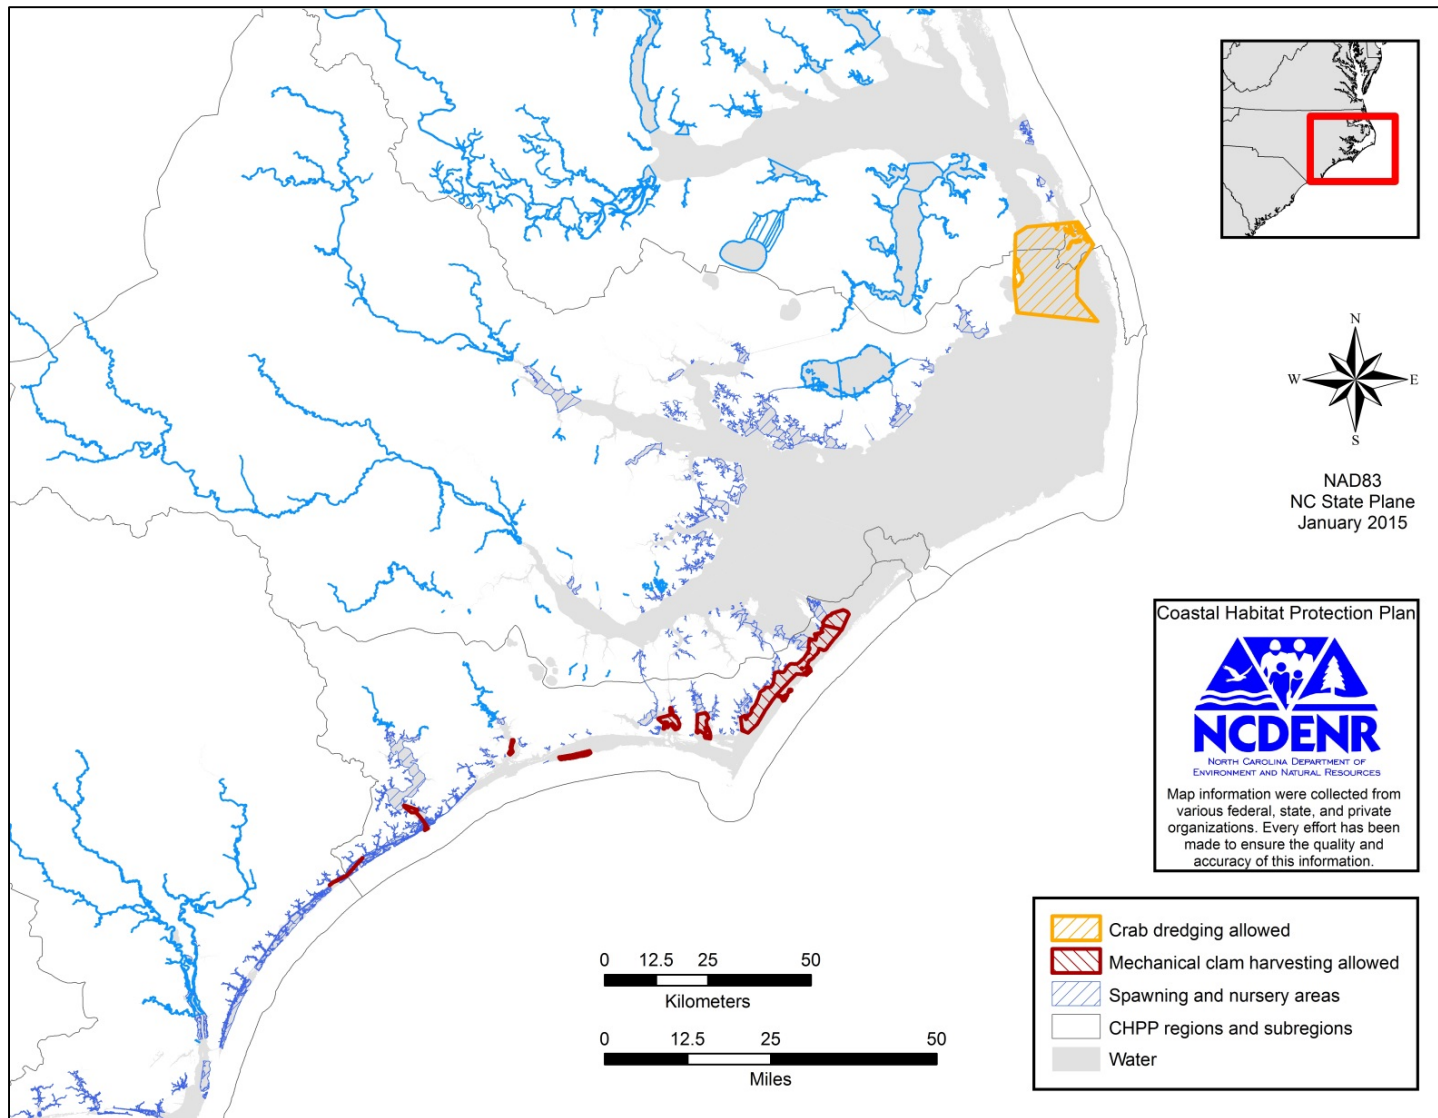 N
W E
S
NAD83
NC State Plane
January 2015
Coastal Habitat Protection Plan
NCDENR
NORTH CAROLINA DEPARTMENT OF
ENVIRONMENT AND NATURAL RESOURCES
Map information were collected from
various federal, state, and private
organizations. Every effort has been
made to ensure the quality and
accuracy of this information.
Crab dredging allowed
Mechanical clam harvesting allowed
Spawning and nursery areas
CHPP regions and subregions
Water
0 12.5 25 50
Kilometers
0 12.5 25 50
Miles